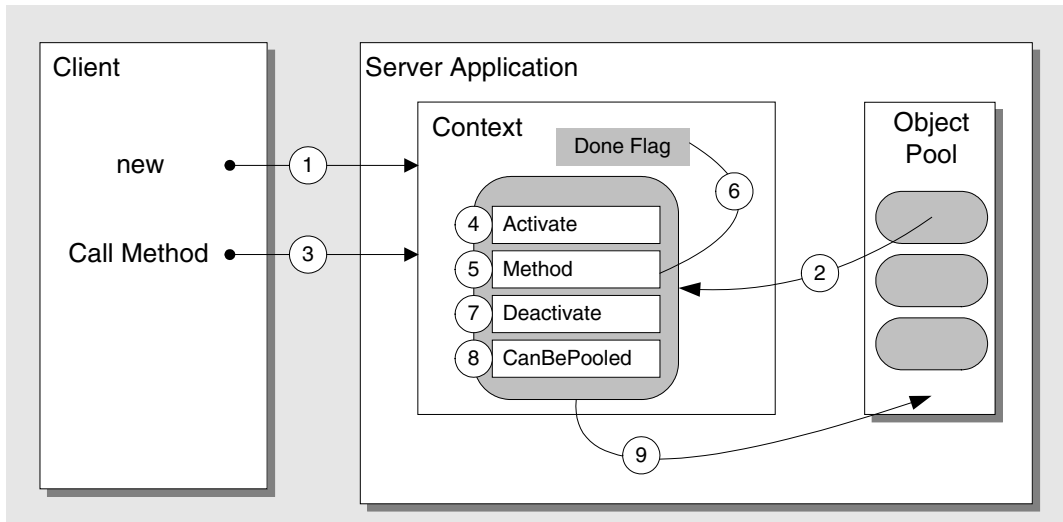 Client
new
Call Method
1
3
Server Application
Context
Done Flag
4
Activate
5
Method
7
Deactivate
8
CanBePooled
6
2
9
Object
Pool